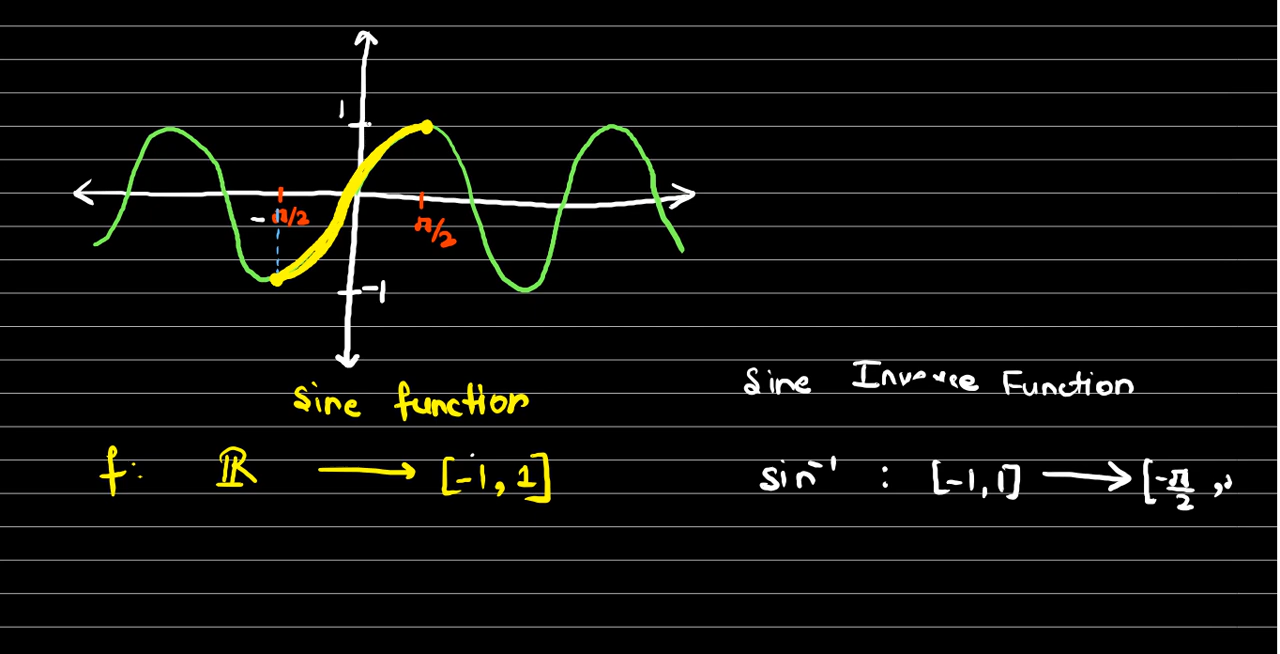 1
-π/2
π/2
-1
sine function
Sine Inverse Function
f: ℝ ⟶ [-1, 1]
sin⁻¹ : [-1, 1] ⟶ [-π/2 ,